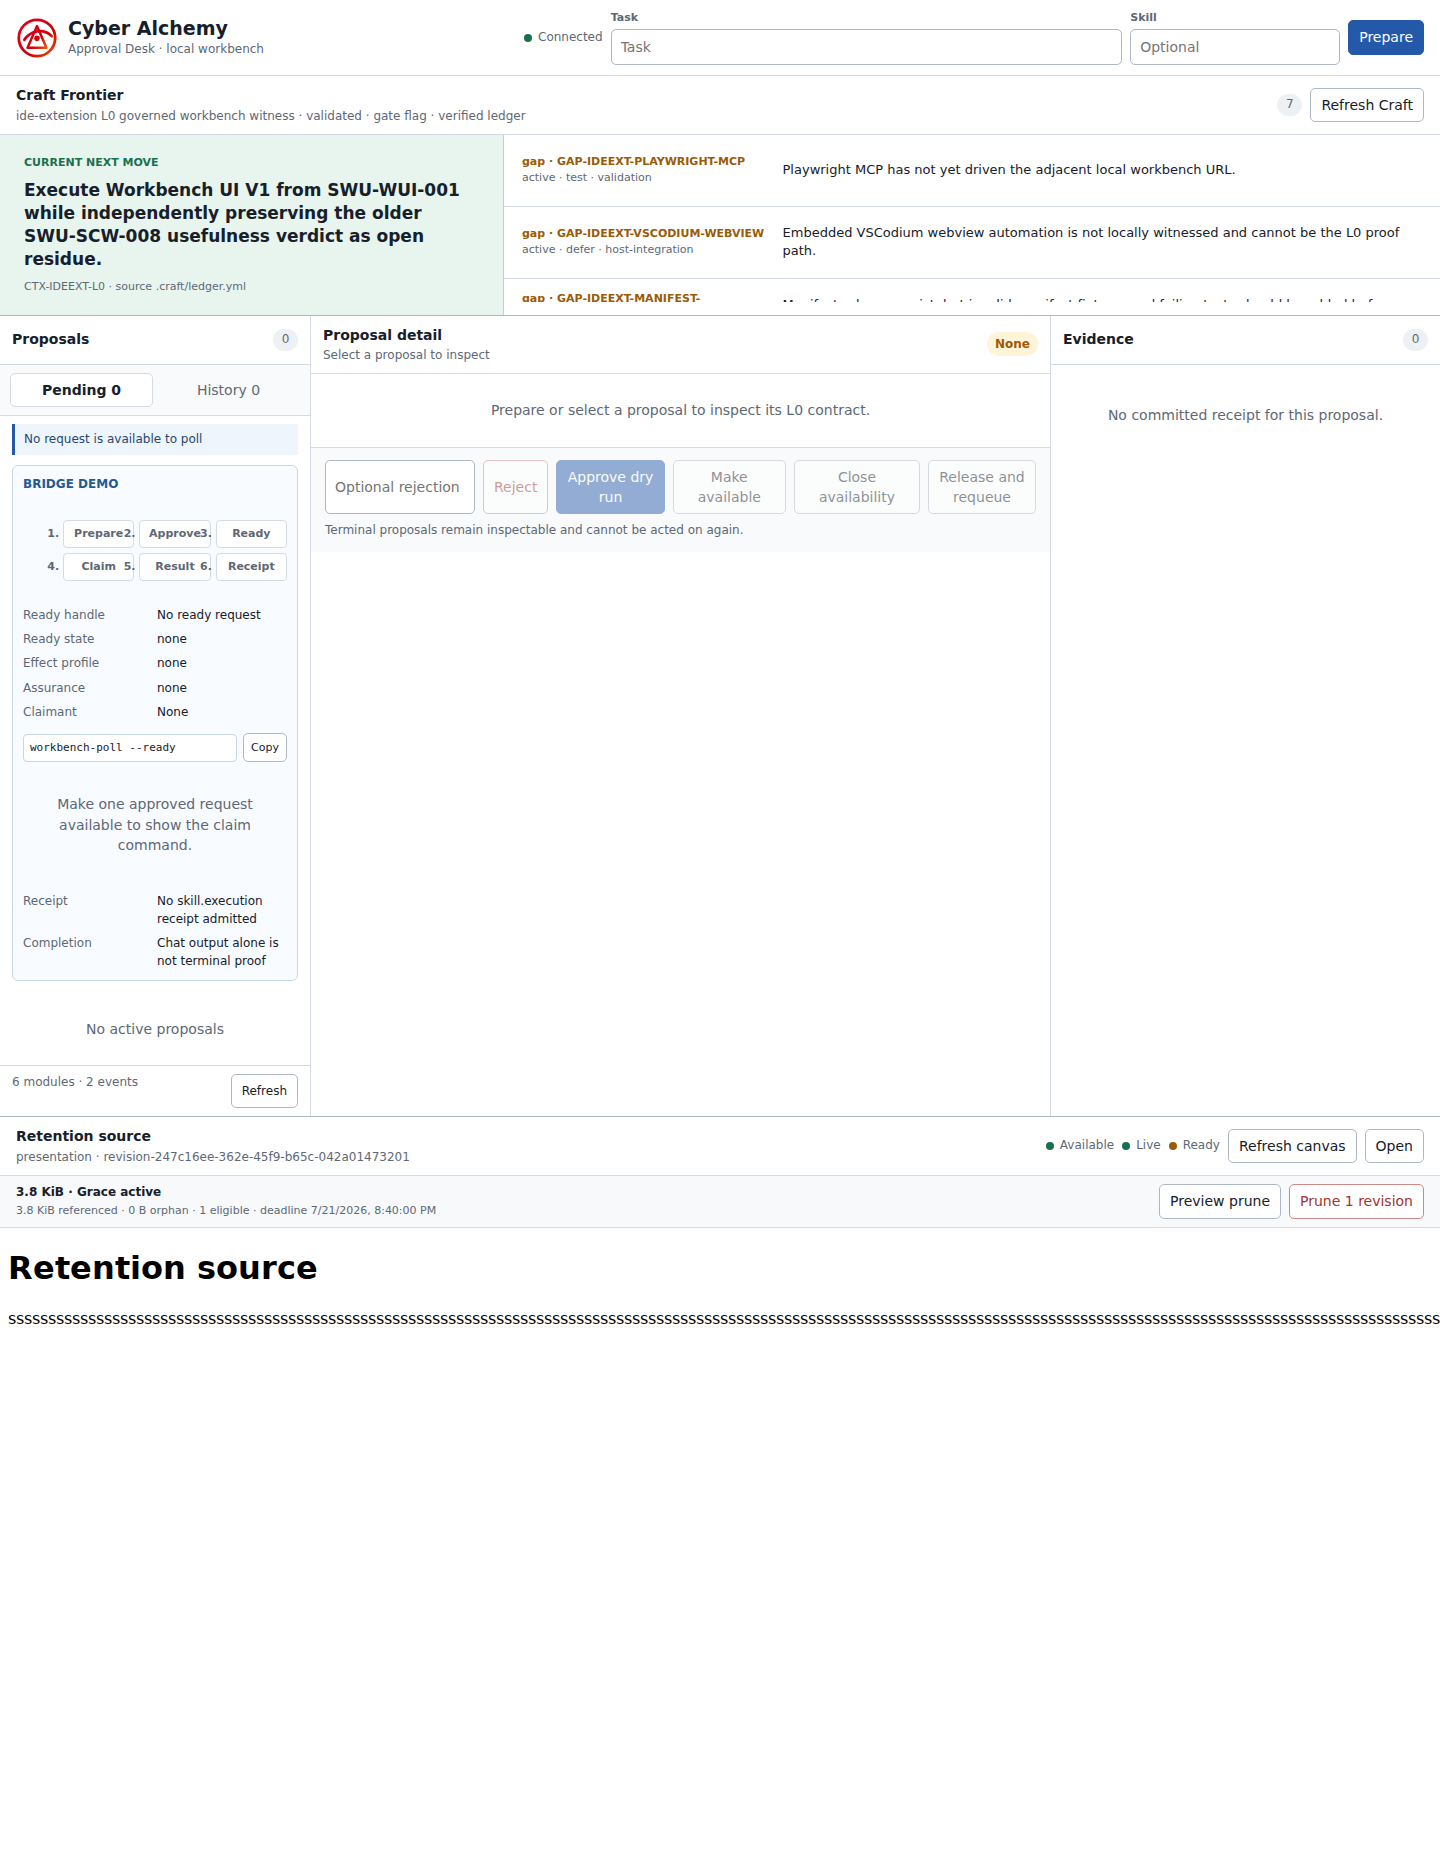 Cyber Alchemy
Approval Desk · local workbench
Connected
Task
Task
Skill
Optional
Prepare
Craft Frontier
ide-extension L0 governed workbench witness · validated · gate flag · verified ledger
7
Refresh Craft
CURRENT NEXT MOVE
Execute Workbench UI V1 from SWU-WUI-001
while independently preserving the older
SWU-SCW-008 usefulness verdict as open
residue.
CTX-IDEEXT-L0 · source .craft/ledger.yml
gap · GAP-IDEEXT-PLAYWRIGHT-MCP
active · test · validation
Playwright MCP has not yet driven the adjacent local workbench URL.
gap · GAP-IDEEXT-VSCODIUM-WEBVIEW
active · defer · host-integration
Embedded VSCodium webview automation is not locally witnessed and cannot be the L0 proof
path.
gap · GAP-IDEEXT-MANIFEST-
Proposals
0
Pending 0
History 0
No request is available to poll
BRIDGE DEMO
1. Prepare
2. Approve
3. Ready
4. Claim
5. Result
6. Receipt
Ready handle No ready request
Ready state none
Effect profile none
Assurance none
Claimant None
workbench-poll --ready
Copy
Make one approved request
available to show the claim
command.
Receipt No skill.execution
receipt admitted
Completion Chat output alone is
not terminal proof
No active proposals
6 modules · 2 events
Refresh
Proposal detail
Select a proposal to inspect
None
Prepare or select a proposal to inspect its L0 contract.
Optional rejection
Reject
Approve dry
run
Make
available
Close
availability
Release and
requeue
Terminal proposals remain inspectable and cannot be acted on again.
Evidence
0
No committed receipt for this proposal.
Retention source
presentation · revision-247c16ee-362e-45f9-b65c-042a01473201
Available
Live
Ready
Refresh canvas
Open
3.8 KiB · Grace active
3.8 KiB referenced · 0 B orphan · 1 eligible · deadline 7/21/2026, 8:40:00 PM
Preview prune
Prune 1 revision
Retention source